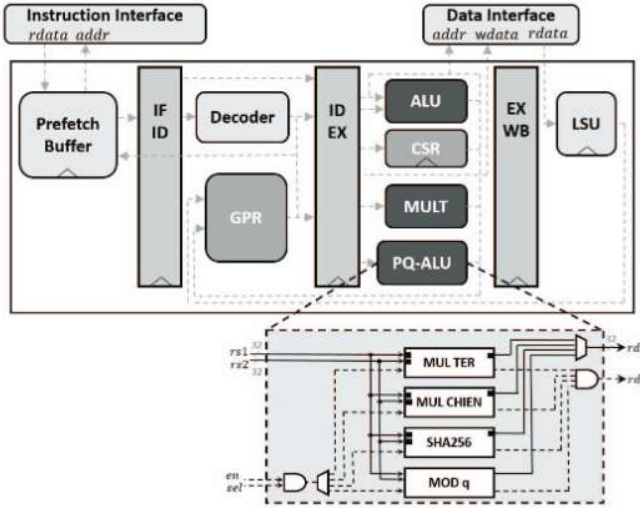 Instruction Interface
rdata addr
Data Interface
addr wdata rdata
Prefetch
Buffer
IF
ID
Decoder
GPR
ID
EX
ALU
CSR
MULT
PQ-ALU
EX
WB
LSU
32
rs1
rs2
32
MUL TER
MUL CHIEN
SHA256
MOD q
32
rd
rd
en
sel